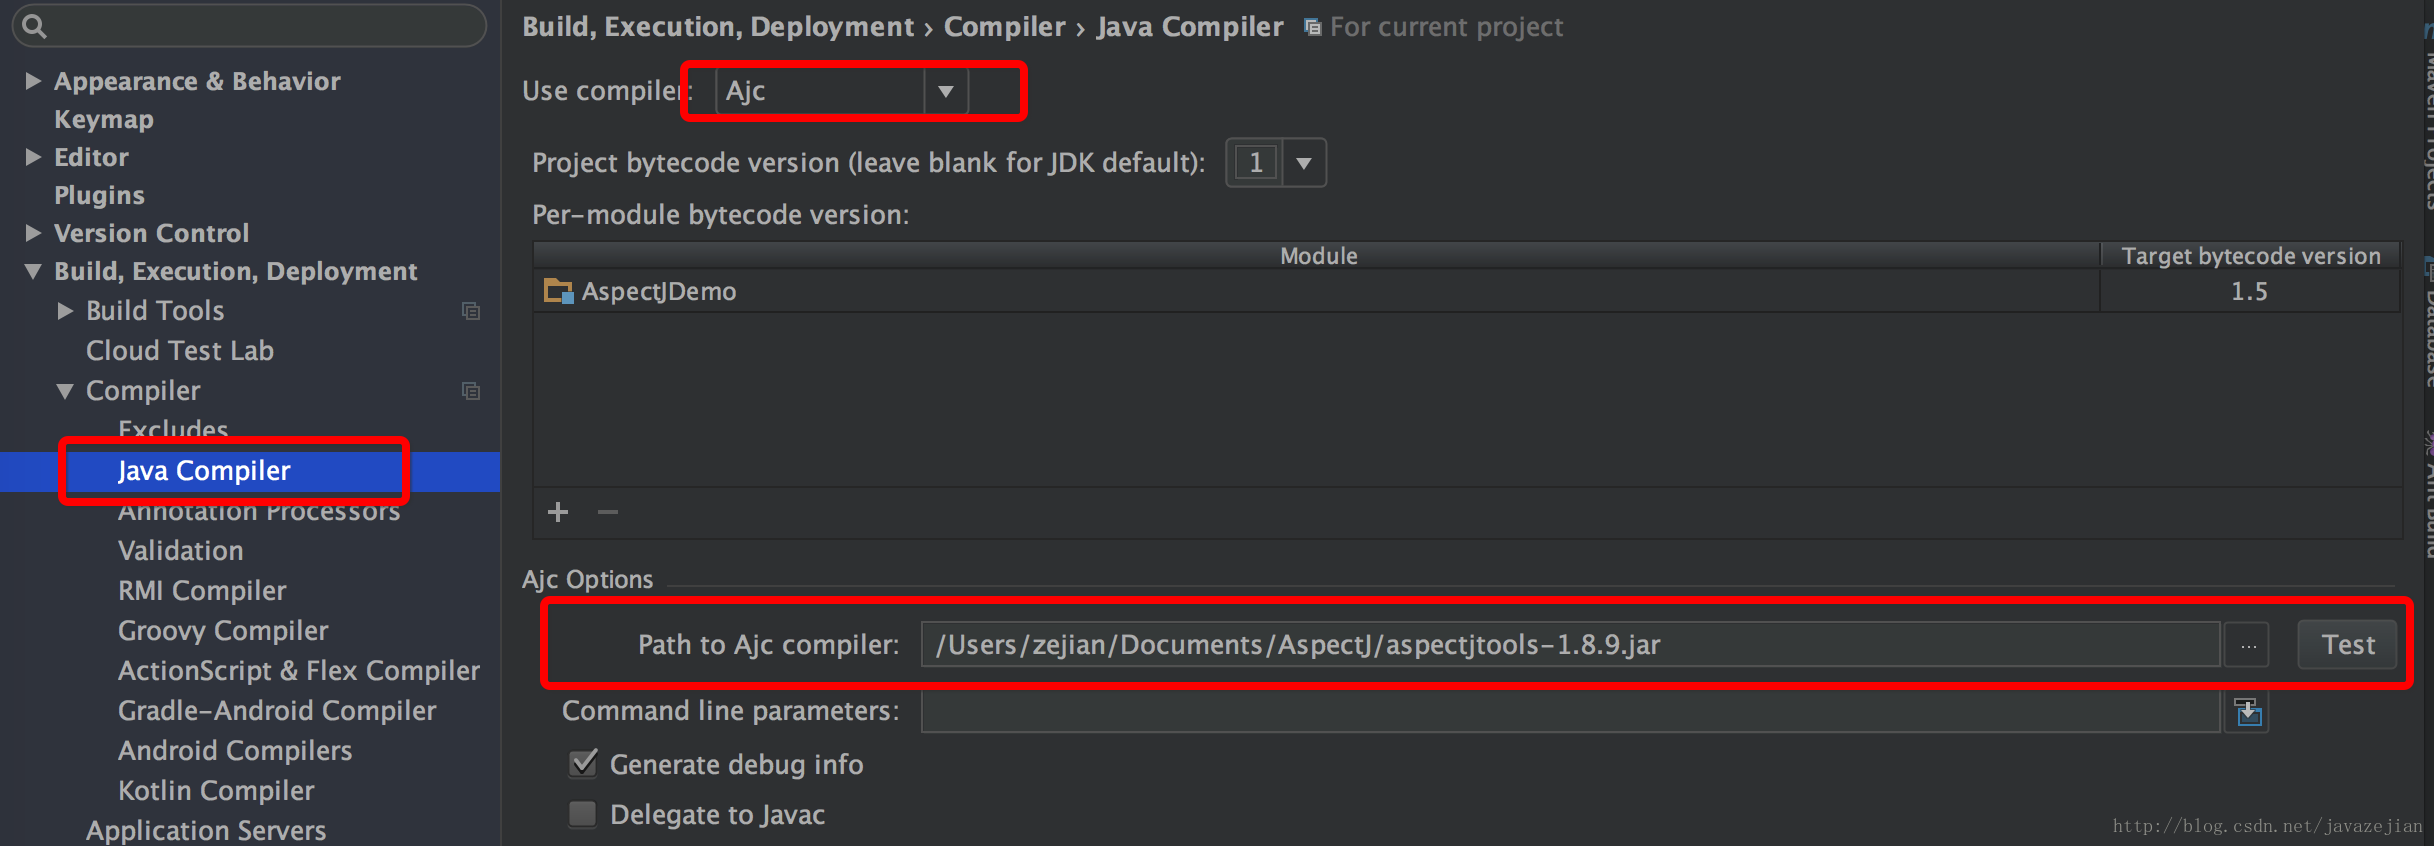 Build, Execution, Deployment › Compiler › Java Compiler For current project
Appearance & Behavior
Keymap
Editor
Plugins
Version Control
Build, Execution, Deployment
Build Tools
Cloud Test Lab
Compiler
Excludes
Java Compiler
Annotation Processors
Validation
RMI Compiler
Groovy Compiler
ActionScript & Flex Compiler
Gradle-Android Compiler
Android Compilers
Kotlin Compiler
Application Servers
Use compiler: Ajc
Project bytecode version (leave blank for JDK default): 1
Per-module bytecode version:
Module Target bytecode version
AspectJDemo 1.5
Ajc Options
Path to Ajc compiler: /Users/zejian/Documents/AspectJ/aspectjtools-1.8.9.jar ... Test
Command line parameters:
Generate debug info
Delegate to Javac
Maven Projects
Database
Ant Build
http://blog.csdn.net/javazejian